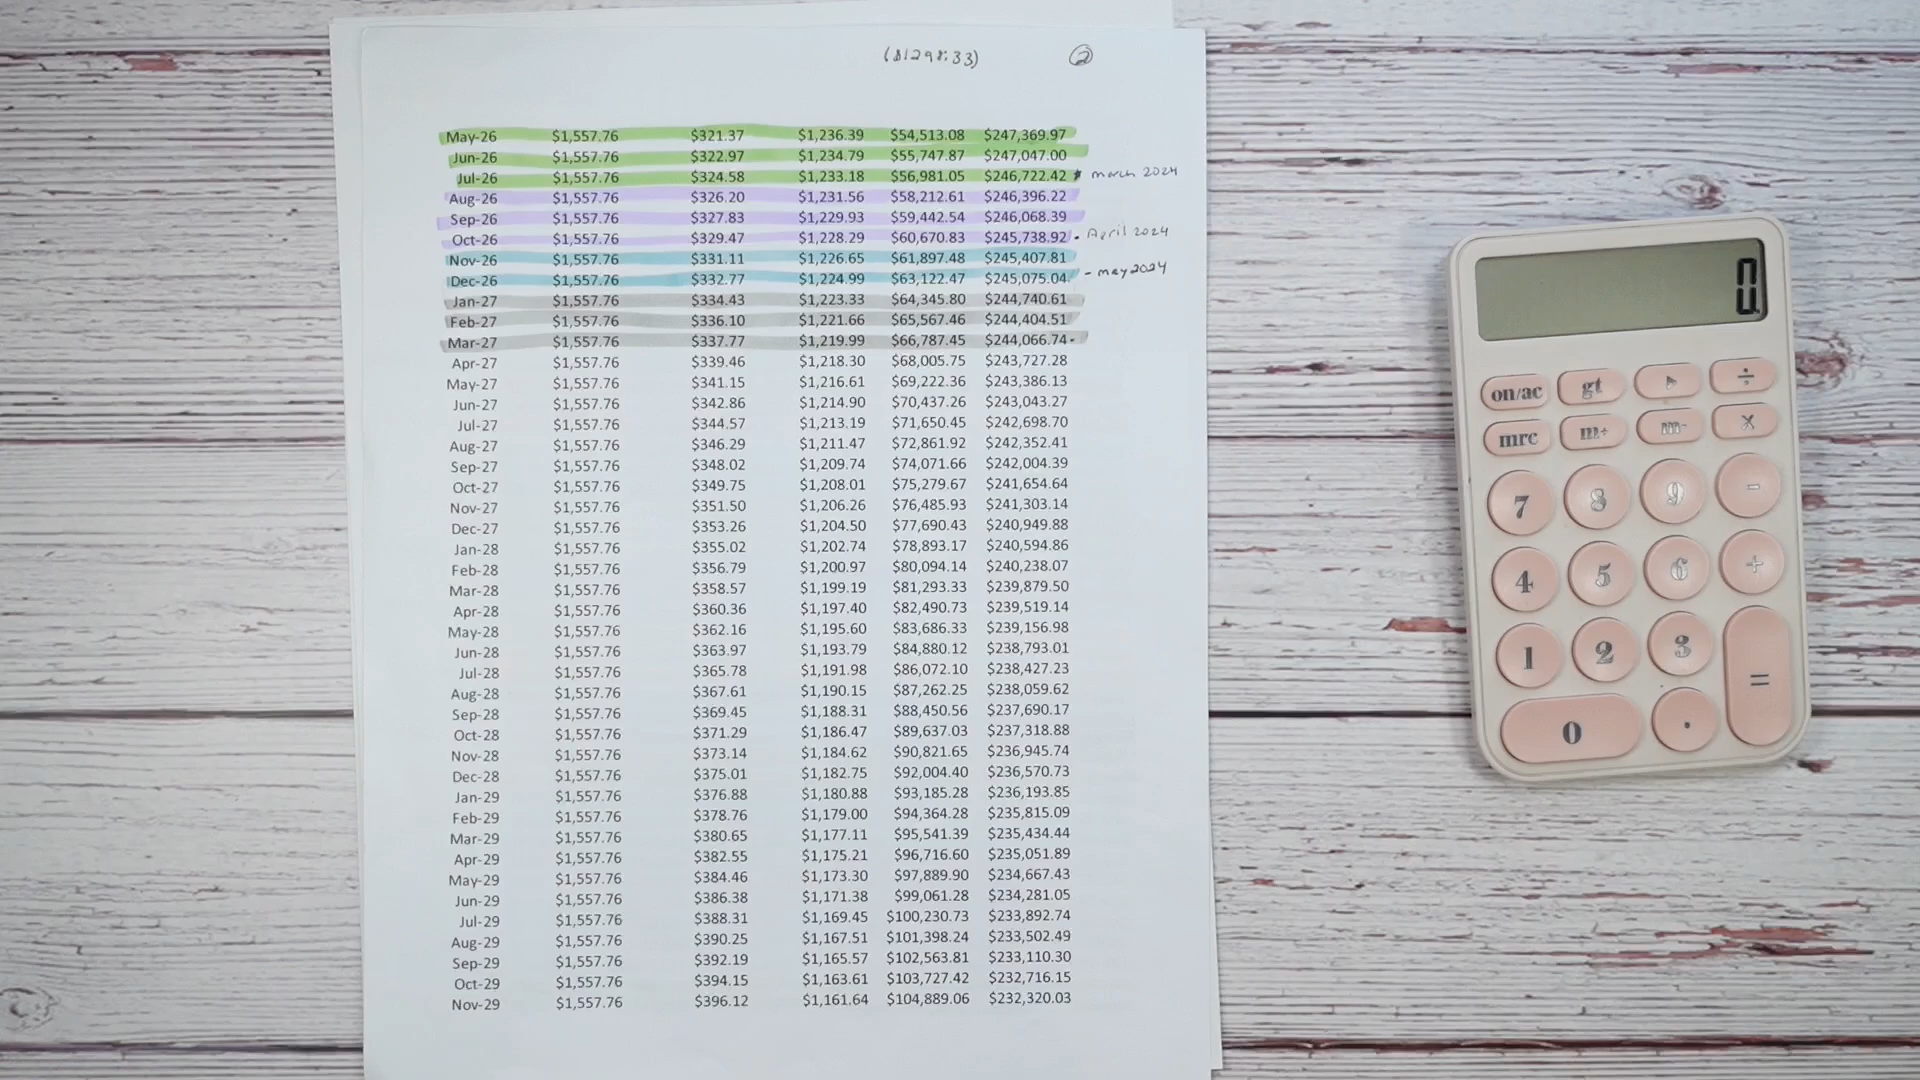 ($1298.33) 2
May-26 $1,557.76 $321.37 $1,236.39 $54,513.08 $247,369.97
Jun-26 $1,557.76 $322.97 $1,234.79 $55,747.87 $247,047.00
Jul-26 $1,557.76 $324.58 $1,233.18 $56,981.05 $246,722.42 * march 2024
Aug-26 $1,557.76 $326.20 $1,231.56 $58,212.61 $246,396.22
Sep-26 $1,557.76 $327.83 $1,229.93 $59,442.54 $246,068.39
Oct-26 $1,557.76 $329.47 $1,228.29 $60,670.83 $245,738.92 - April 2024
Nov-26 $1,557.76 $331.11 $1,226.65 $61,897.48 $245,407.81
Dec-26 $1,557.76 $332.77 $1,224.99 $63,122.47 $245,075.04 - may 2024
Jan-27 $1,557.76 $334.43 $1,223.33 $64,345.80 $244,740.61
Feb-27 $1,557.76 $336.10 $1,221.66 $65,567.46 $244,404.51
Mar-27 $1,557.76 $337.77 $1,219.99 $66,787.45 $244,066.74
Apr-27 $1,557.76 $339.46 $1,218.30 $68,005.75 $243,727.28
May-27 $1,557.76 $341.15 $1,216.61 $69,222.36 $243,386.13
Jun-27 $1,557.76 $342.86 $1,214.90 $70,437.26 $243,043.27
Jul-27 $1,557.76 $344.57 $1,213.19 $71,650.45 $242,698.70
Aug-27 $1,557.76 $346.29 $1,211.47 $72,861.92 $242,352.41
Sep-27 $1,557.76 $348.02 $1,209.74 $74,071.66 $242,004.39
Oct-27 $1,557.76 $349.75 $1,208.01 $75,279.67 $241,654.64
Nov-27 $1,557.76 $351.50 $1,206.26 $76,485.93 $241,303.14
Dec-27 $1,557.76 $353.26 $1,204.50 $77,690.43 $240,949.88
Jan-28 $1,557.76 $355.02 $1,202.74 $78,893.17 $240,594.86
Feb-28 $1,557.76 $356.79 $1,200.97 $80,094.14 $240,238.07
Mar-28 $1,557.76 $358.57 $1,199.19 $81,293.33 $239,879.50
Apr-28 $1,557.76 $360.36 $1,197.40 $82,490.73 $239,519.14
May-28 $1,557.76 $362.16 $1,195.60 $83,686.33 $239,156.98
Jun-28 $1,557.76 $363.97 $1,193.79 $84,880.12 $238,793.01
Jul-28 $1,557.76 $365.78 $1,191.98 $86,072.10 $238,427.23
Aug-28 $1,557.76 $367.61 $1,190.15 $87,262.25 $238,059.62
Sep-28 $1,557.76 $369.45 $1,188.31 $88,450.56 $237,690.17
Oct-28 $1,557.76 $371.29 $1,186.47 $89,637.03 $237,318.88
Nov-28 $1,557.76 $373.14 $1,184.62 $90,821.65 $236,945.74
Dec-28 $1,557.76 $375.01 $1,182.75 $92,004.40 $236,570.73
Jan-29 $1,557.76 $376.88 $1,180.88 $93,185.28 $236,193.85
Feb-29 $1,557.76 $378.76 $1,179.00 $94,364.28 $235,815.09
Mar-29 $1,557.76 $380.65 $1,177.11 $95,541.39 $235,434.44
Apr-29 $1,557.76 $382.55 $1,175.21 $96,716.60 $235,051.89
May-29 $1,557.76 $384.46 $1,173.30 $97,889.90 $234,667.43
Jun-29 $1,557.76 $386.38 $1,171.38 $99,061.28 $234,281.05
Jul-29 $1,557.76 $388.31 $1,169.45 $100,230.73 $233,892.74
Aug-29 $1,557.76 $390.25 $1,167.51 $101,398.24 $233,502.49
Sep-29 $1,557.76 $392.19 $1,165.57 $102,563.81 $233,110.30
Oct-29 $1,557.76 $394.15 $1,163.61 $103,727.42 $232,716.15
Nov-29 $1,557.76 $396.12 $1,161.64 $104,889.06 $232,320.03
0.
on/ac gt ▶ ÷
mrc m+ m- ×
7 8 9 -
4 5 6 +
1 2 3
0 . =